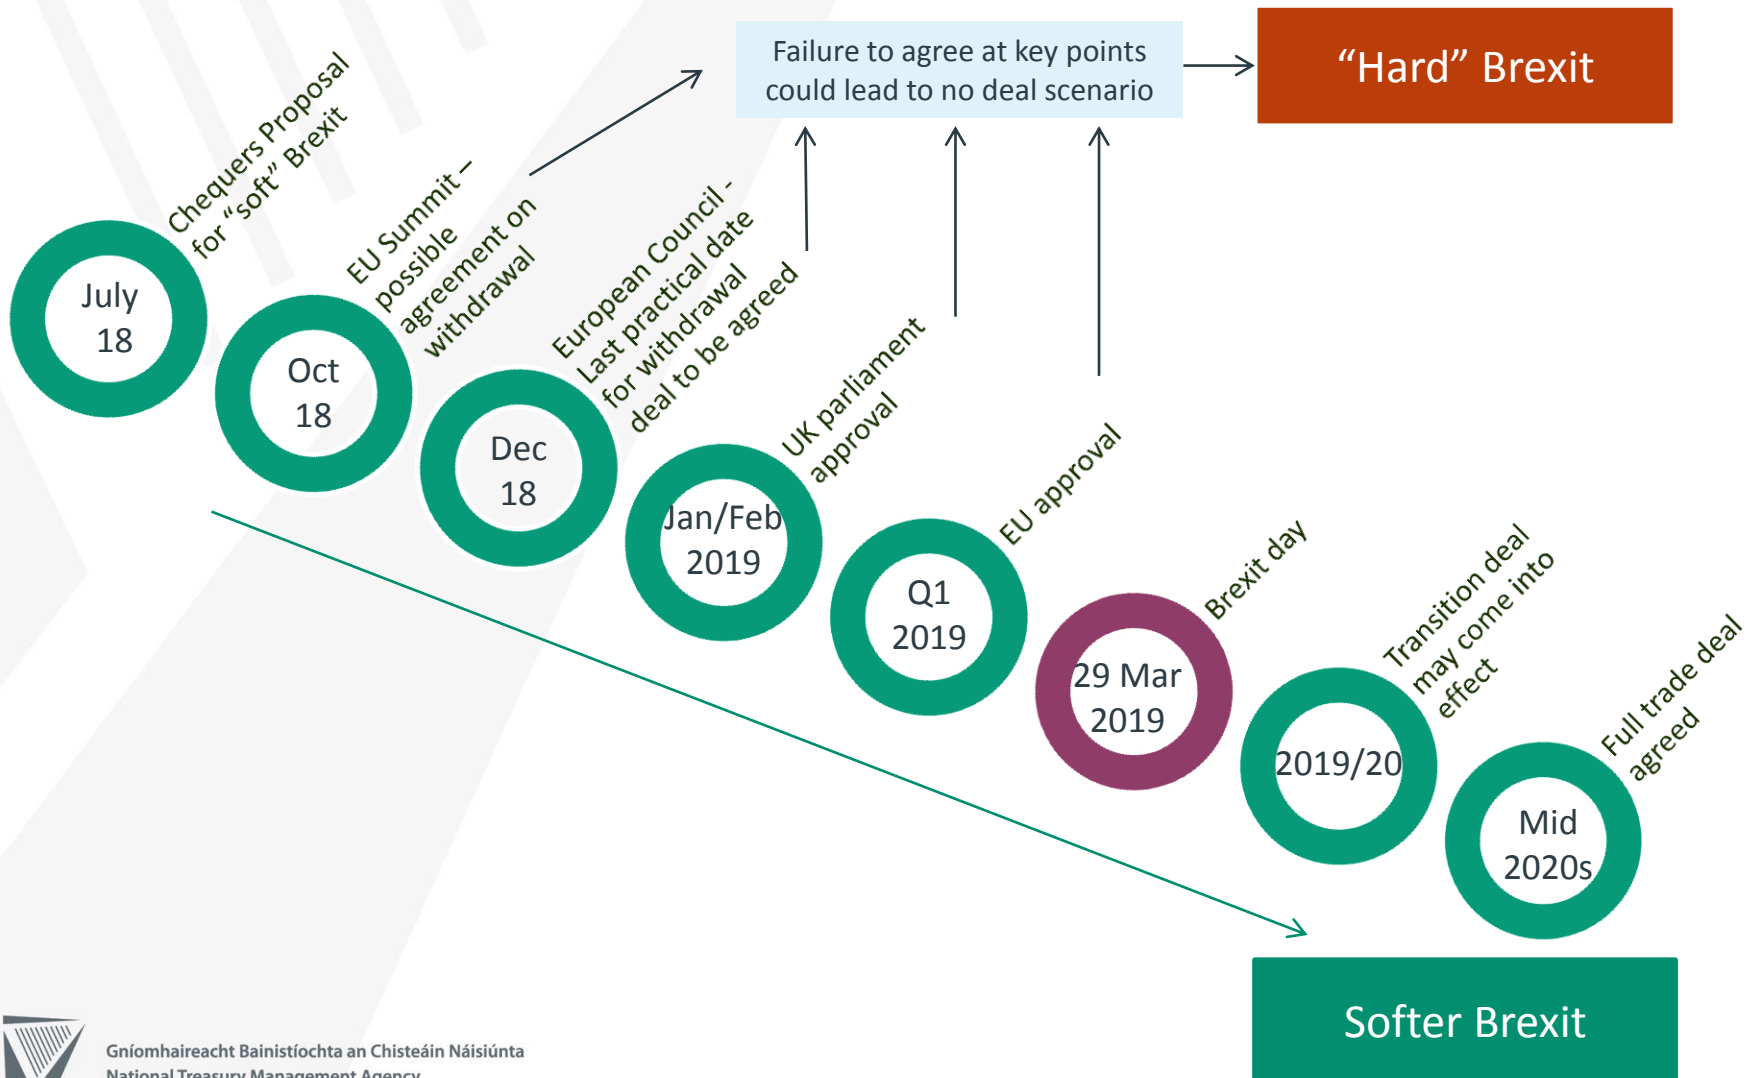 Failure to agree at key points
could lead to no deal scenario
“Hard” Brexit
July
18
Chequers Proposal
for “soft” Brexit
Oct
18
EU Summit –
possible
agreement on
withdrawal
Dec
18
European Council -
Last practical date
for withdrawal
deal to be agreed
Jan/Feb
2019
UK parliament
approval
Q1
2019
EU approval
29 Mar
2019
Brexit day
2019/20
Transition deal
may come into
effect
Mid
2020s
Full trade deal
agreed
Softer Brexit
Gníomhaireacht Bainistíochta an Chisteáin Náisiúnta
National Treasury Management Agency